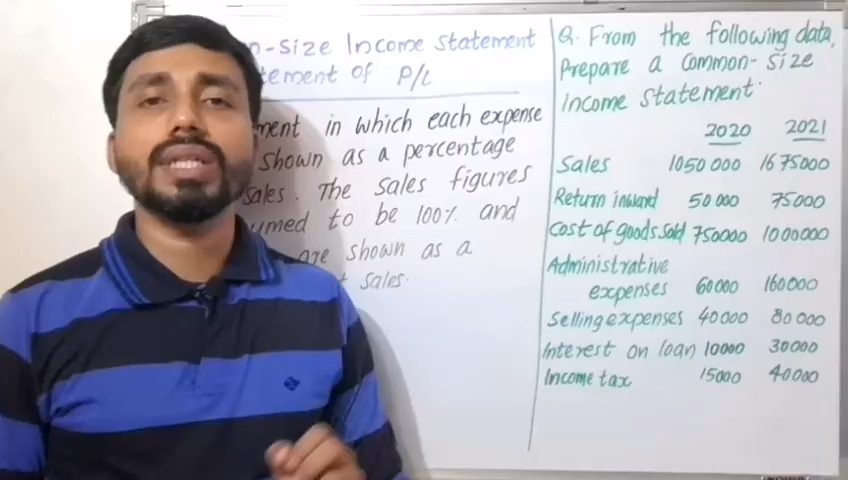 -size Income Statement
tement of P/L
ment in which each expense
shown as a percentage
sales. The sales figures
umed to be 100% and
are shown as a
t sales.
Q. From the following data,
Prepare a Common-size
Income statement.
2020 2021
Sales 1050000 1675000
Return inward 50000 75000
Cost of goods sold 750000 1000000
Administrative
expenses 60000 160000
Selling expenses 40000 80000
Interest on loan 10000 30000
Income tax 15000 40000